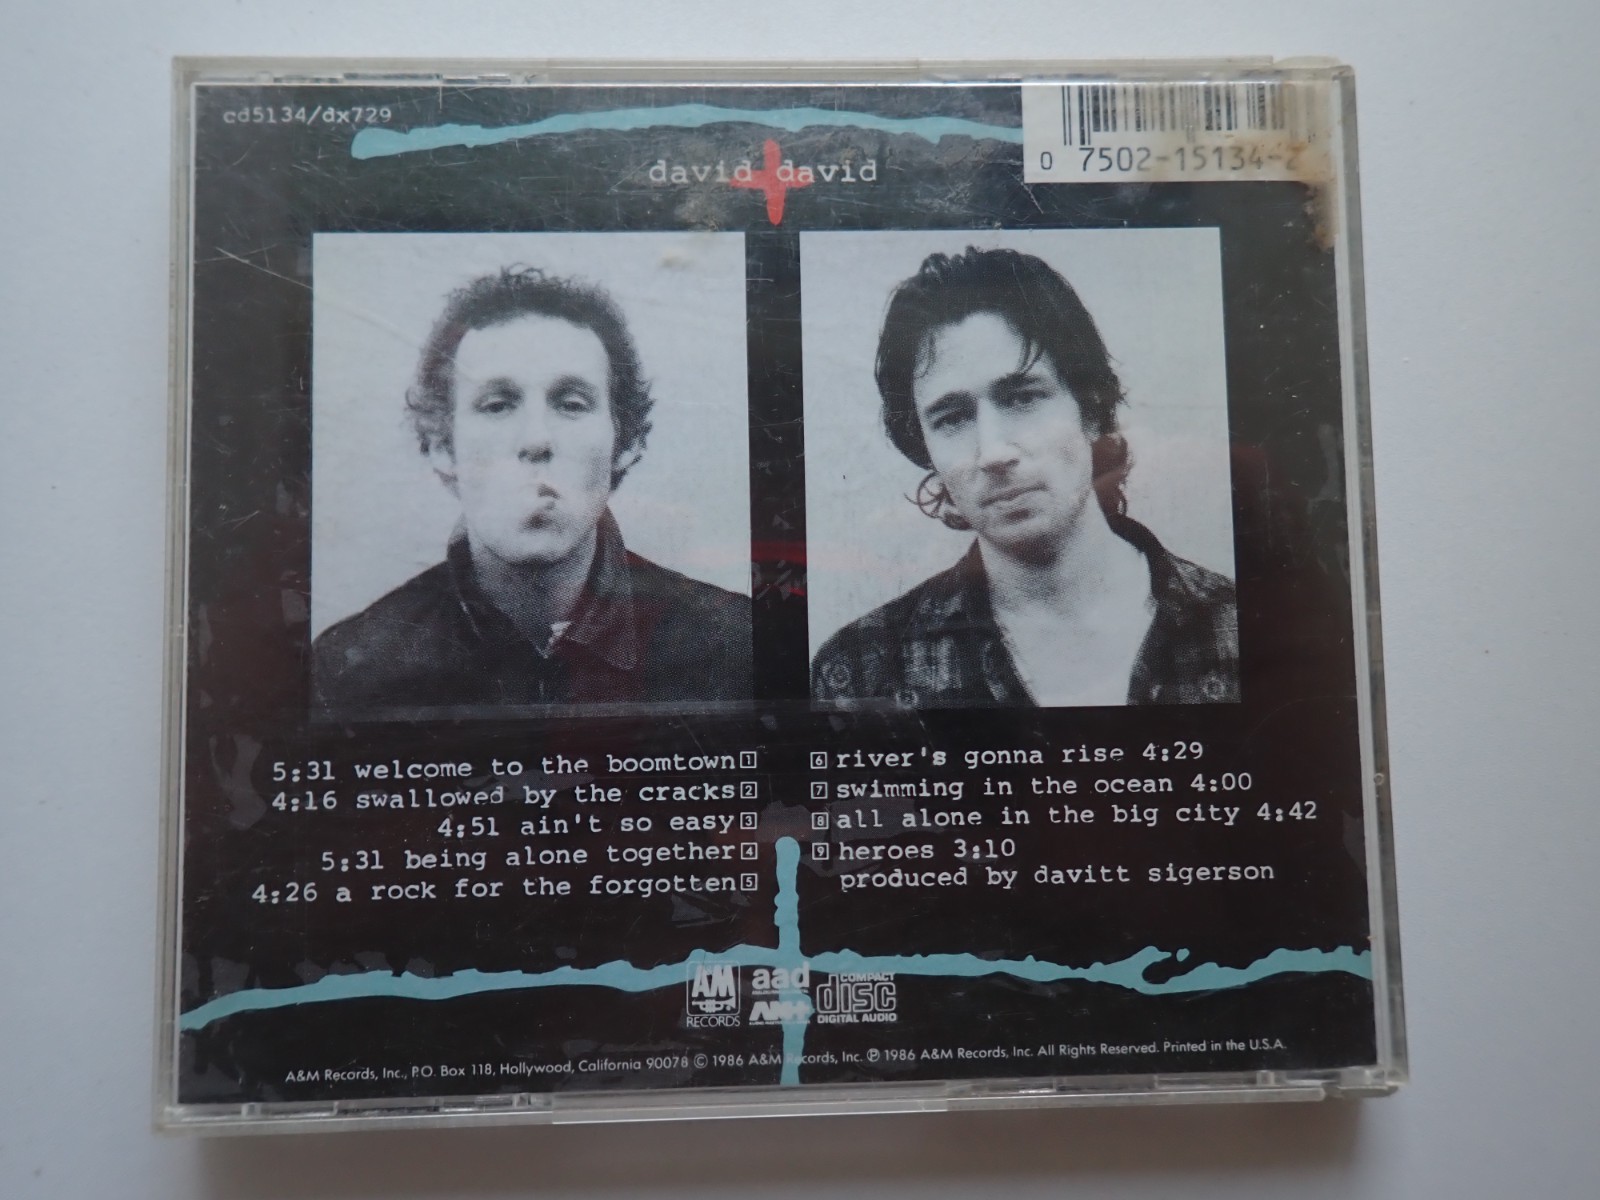 cd5134/dx729
0 7502-15134-2
david + david
5:31 welcome to the boomtown 1
4:16 swallowed by the cracks 2
4:51 ain't so easy 3
5:31 being alone together 4
4:26 a rock for the forgotten 5
6 river's gonna rise 4:29
7 swimming in the ocean 4:00
8 all alone in the big city 4:42
9 heroes 3:10
produced by davitt sigerson
A&M RECORDS
aad
COMPACT disc DIGITAL AUDIO
A&M Records, Inc., P.O. Box 118, Hollywood, California 90078 © 1986 A&M Records, Inc. ℗ 1986 A&M Records, Inc. All Rights Reserved. Printed in the U.S.A.